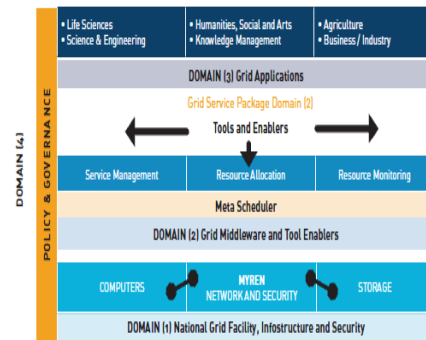 • Life Sciences
• Science & Engineering
• Humanities, Social and Arts
• Knowledge Management
• Agriculture
• Business / Industry
DOMAIN (3) Grid Applications
Grid Service Package Domain (2)
Tools and Enablers
Service Management
Resource Allocation
Resource Monitoring
Meta Scheduler
DOMAIN (2) Grid Middleware and Tool Enablers
COMPUTERS
MYREN
NETWORK AND SECURITY
STORAGE
DOMAIN (1) National Grid Facility, Infostructure and Security
DOMAIN (4)
POLICY & GOVERNANCE